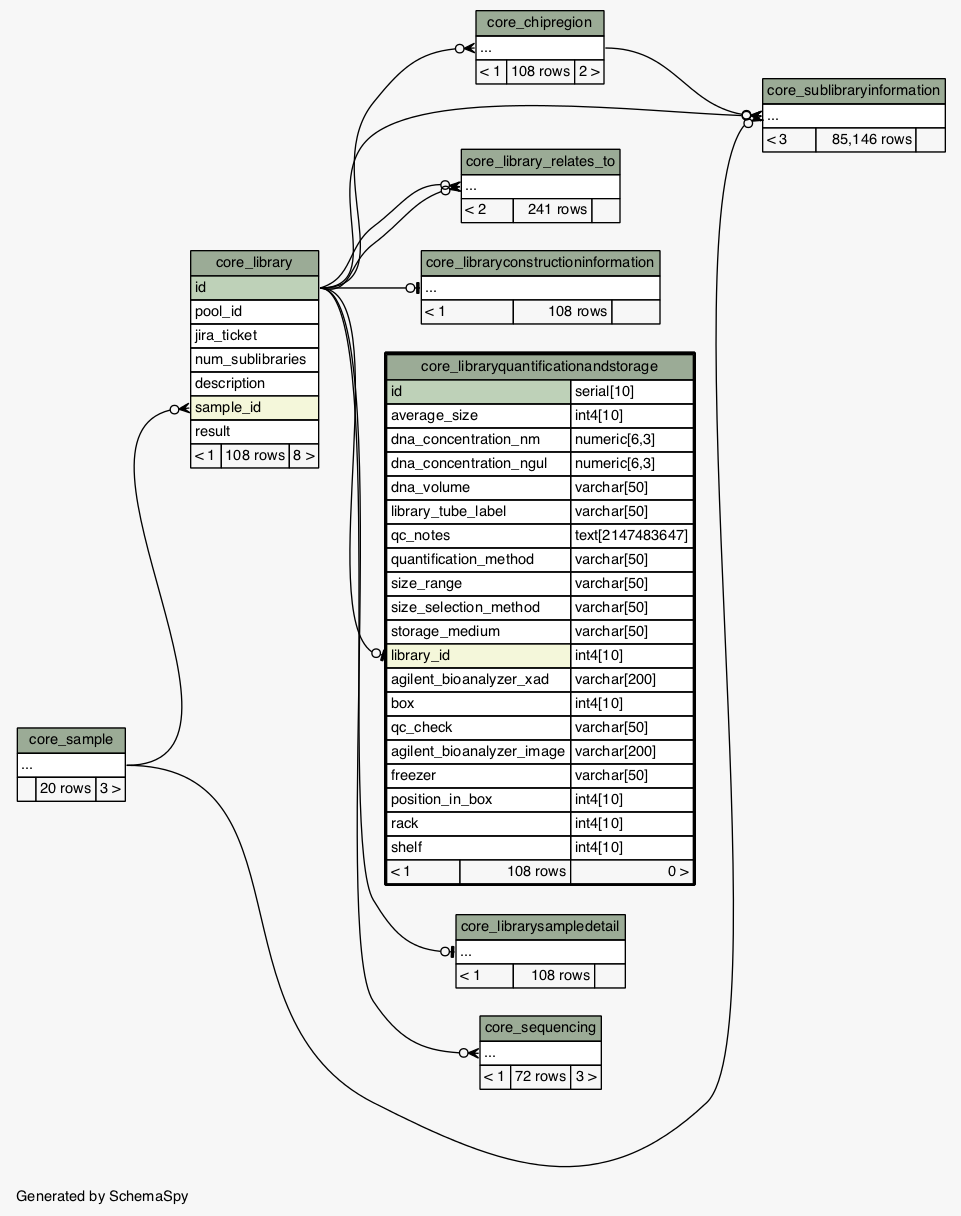 core_chipregion
...
< 1 108 rows 2 >
core_sublibraryinformation
...
< 3 85,146 rows
core_library_relates_to
...
< 2 241 rows
core_library
id
pool_id
jira_ticket
num_sublibraries
description
sample_id
result
< 1 108 rows 8 >
core_libraryconstructioninformation
...
< 1 108 rows
core_libraryquantificationandstorage
id serial[10]
average_size int4[10]
dna_concentration_nm numeric[6,3]
dna_concentration_ngul numeric[6,3]
dna_volume varchar[50]
library_tube_label varchar[50]
qc_notes text[2147483647]
quantification_method varchar[50]
size_range varchar[50]
size_selection_method varchar[50]
storage_medium varchar[50]
library_id int4[10]
agilent_bioanalyzer_xad varchar[200]
box int4[10]
qc_check varchar[50]
agilent_bioanalyzer_image varchar[200]
freezer varchar[50]
position_in_box int4[10]
rack int4[10]
shelf int4[10]
< 1 108 rows 0 >
core_sample
...
20 rows 3 >
core_librarysampledetail
...
< 1 108 rows
core_sequencing
...
< 1 72 rows 3 >
Generated by SchemaSpy